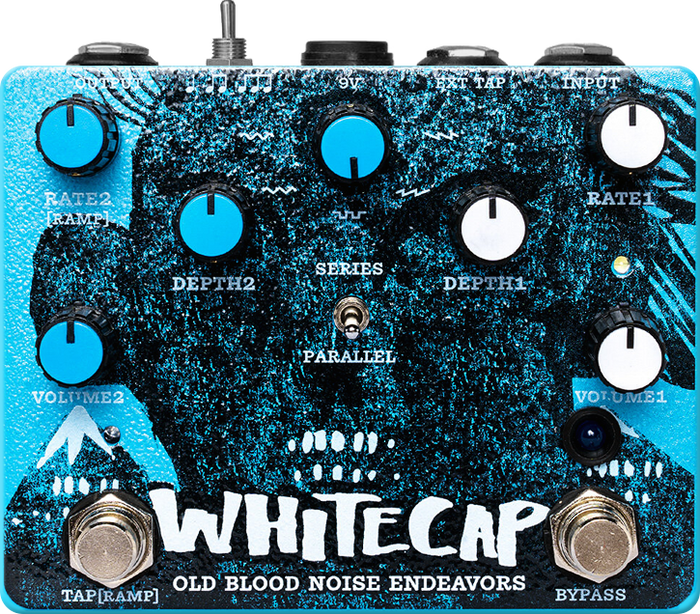 OUTPUT
9V
EXT TAP
INPUT
RATE2
[RAMP]
RATE1
DEPTH2
DEPTH1
SERIES
PARALLEL
VOLUME2
VOLUME1
WHITECAP
OLD BLOOD NOISE ENDEAVORS
TAP[RAMP]
BYPASS